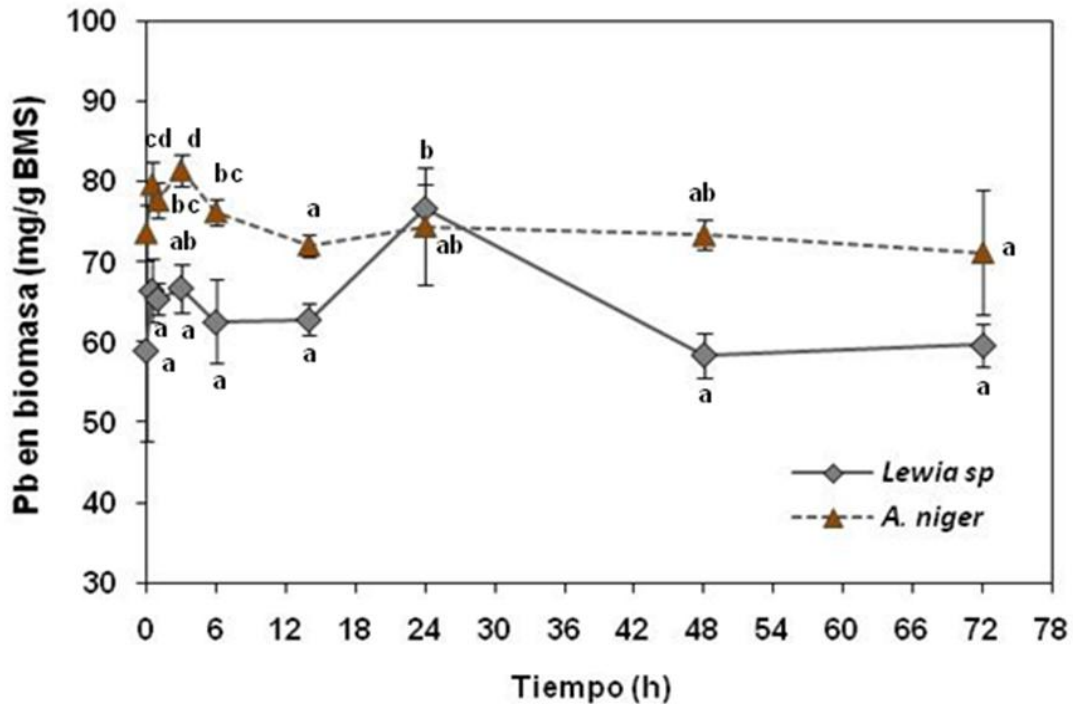 100
90
80
70
60
50
40
30
Pb en biomasa (mg/g BMS)
cd d
bc
bc
ab
a
b
ab
ab
a
a
a
a
a
a
a
a
Lewia sp
A. niger
0 6 12 18 24 30 36 42 48 54 60 66 72 78
Tiempo (h)